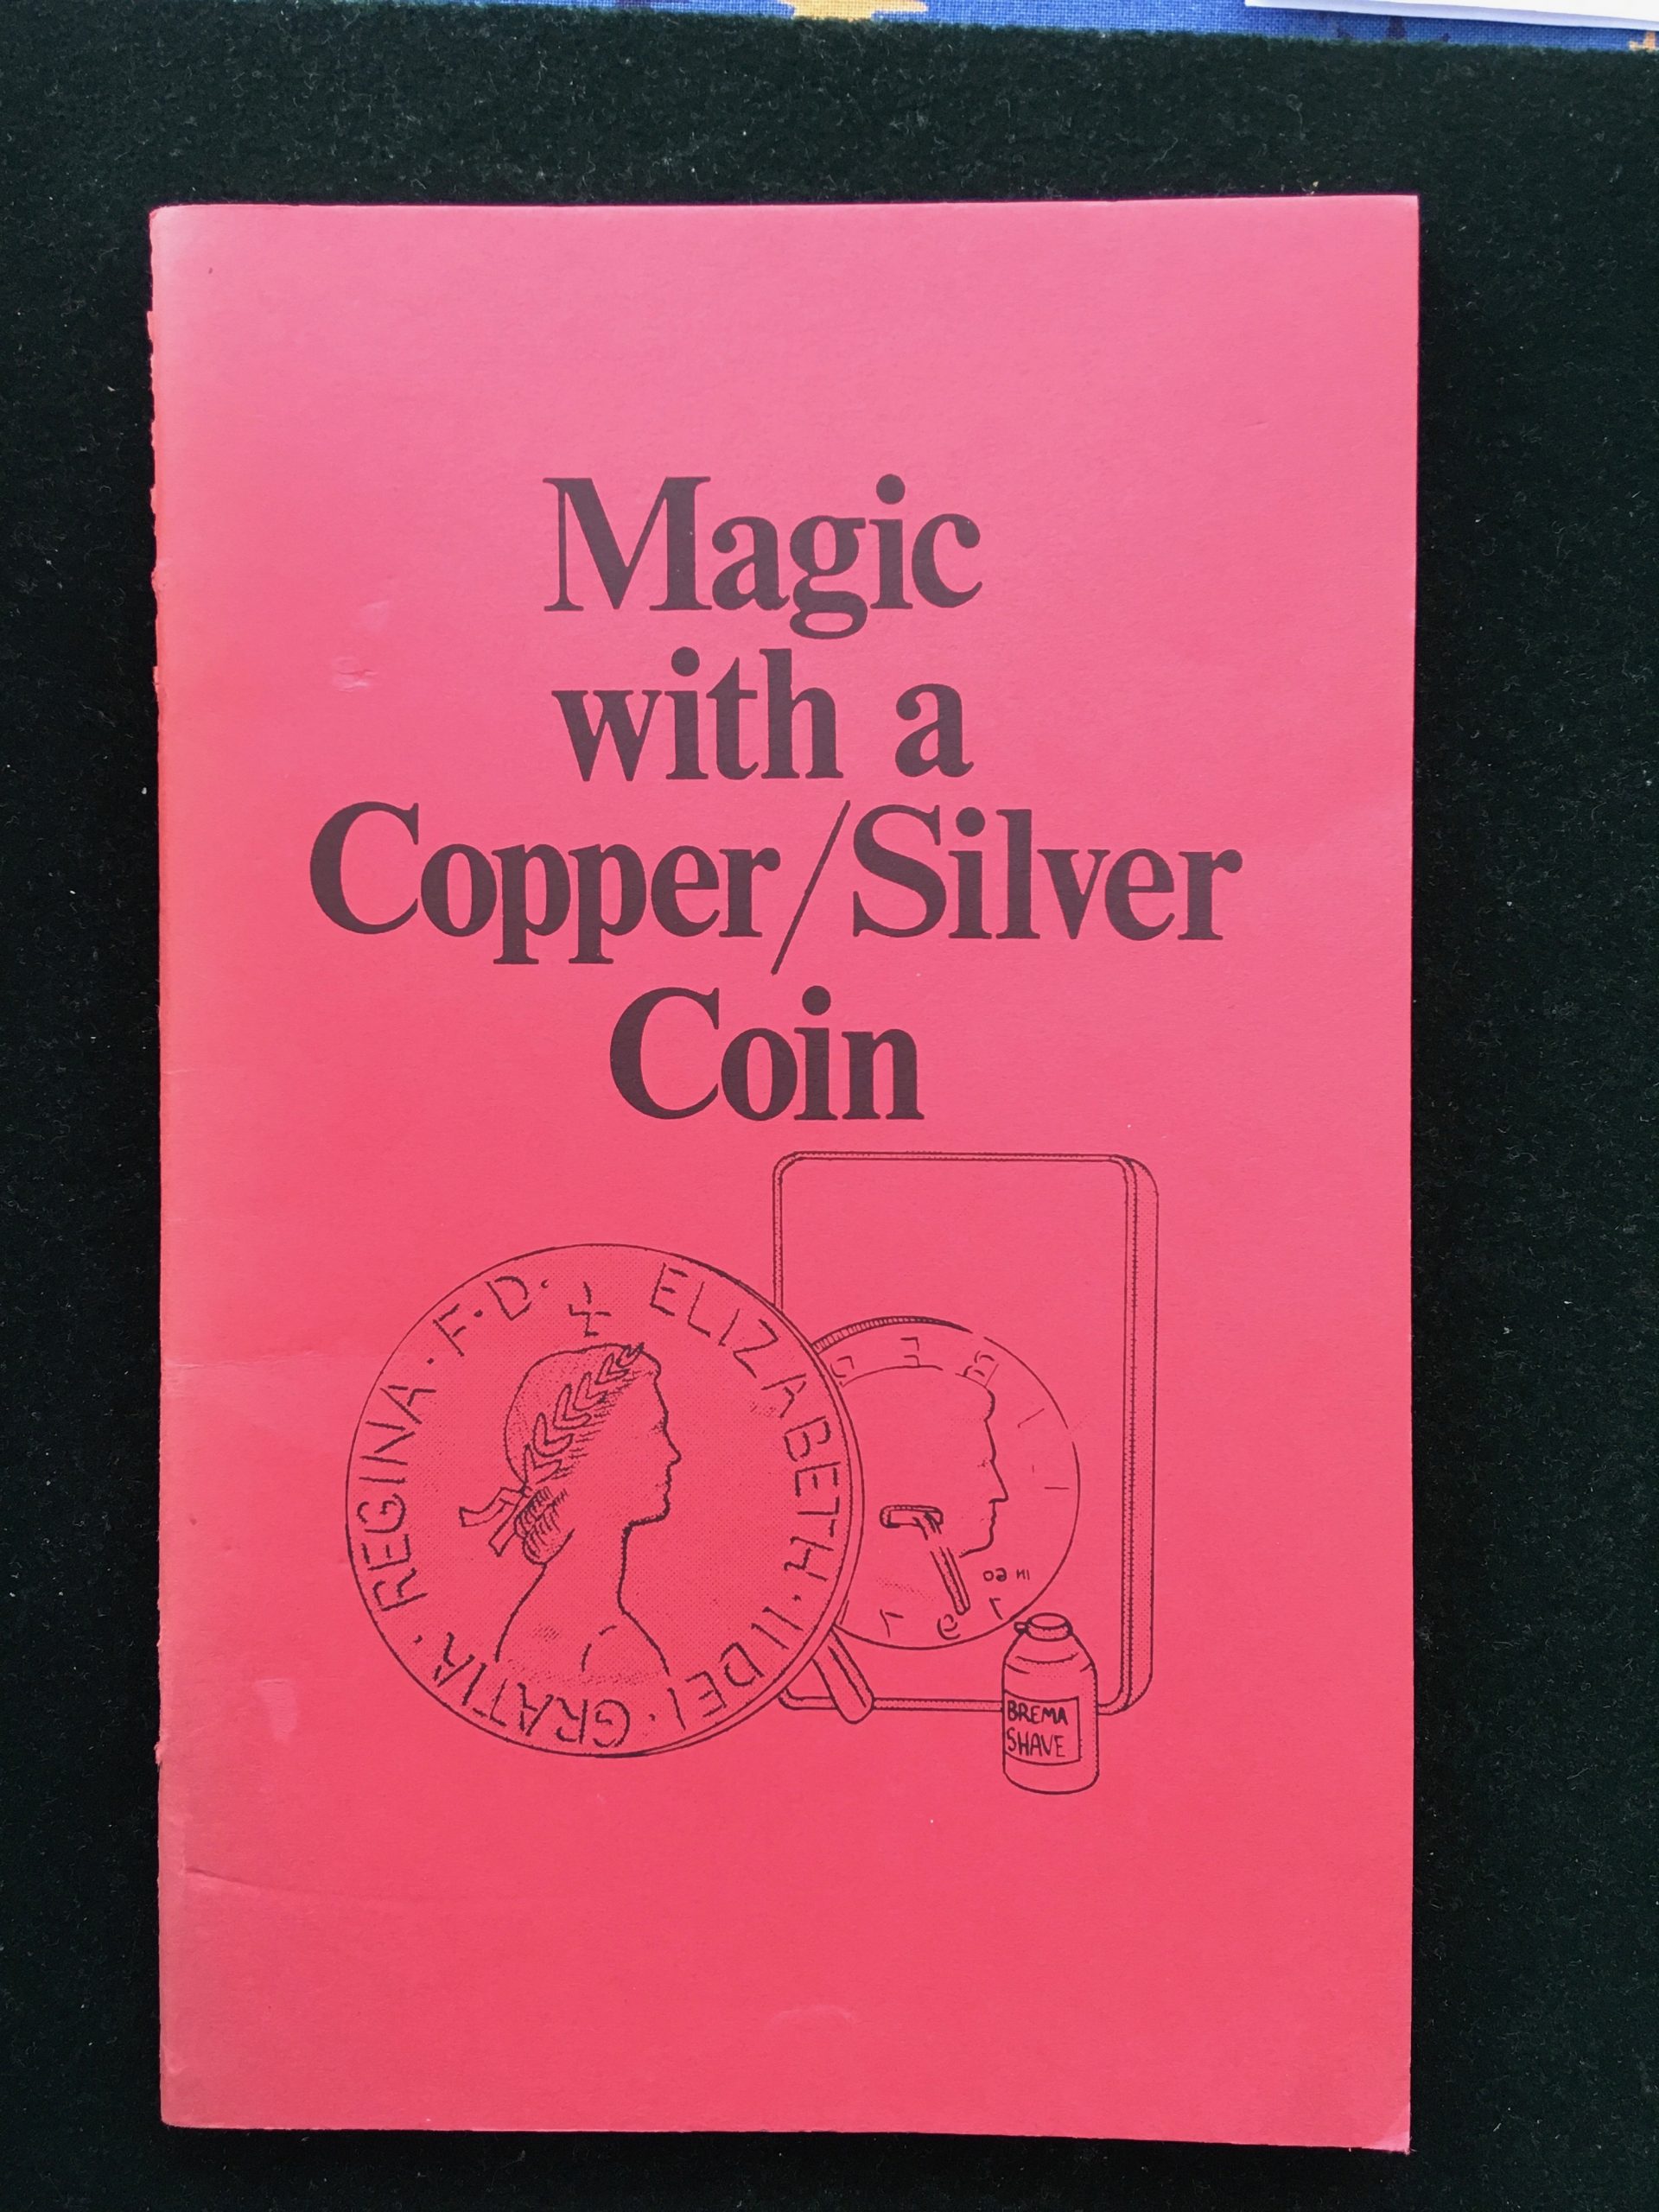 Magic
with a
Copper/Silver
Coin
ELIZABETH·II DEI·GRATIA·REGINA·F·D·
BREMA
SHAVE